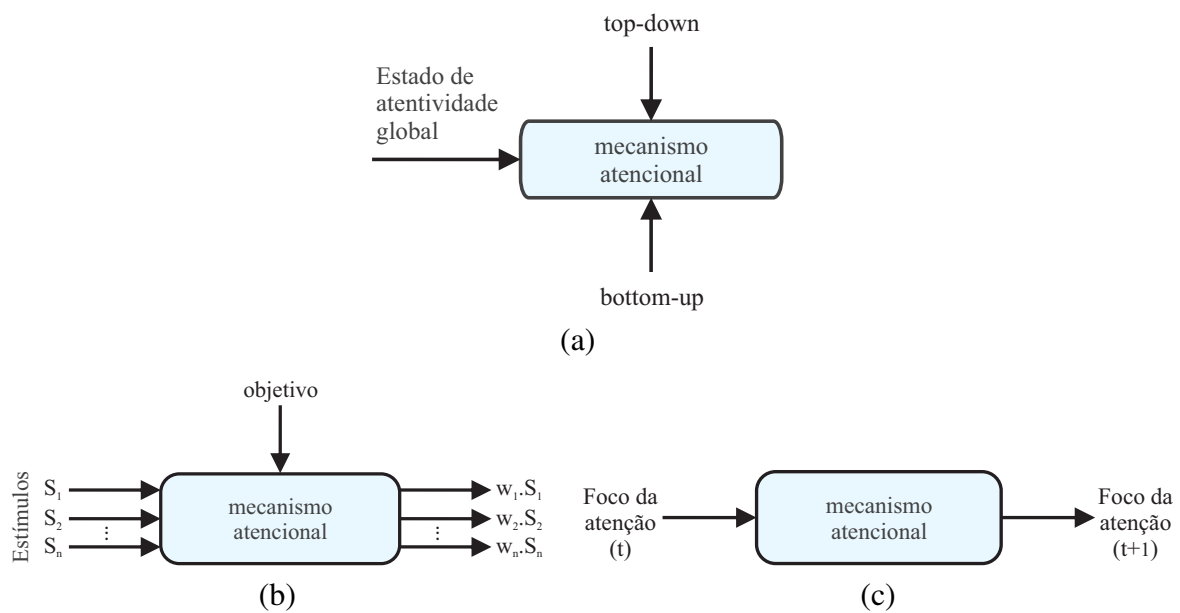 top-down
Estado de
atentividade
global
mecanismo
atencional
bottom-up
(a)
objetivo
Estímulos
S1
S2
⋮
Sn
mecanismo
atencional
w1.S1
w2.S2
⋮
wn.Sn
(b)
Foco da
atenção
(t)
mecanismo
atencional
Foco da
atenção
(t+1)
(c)